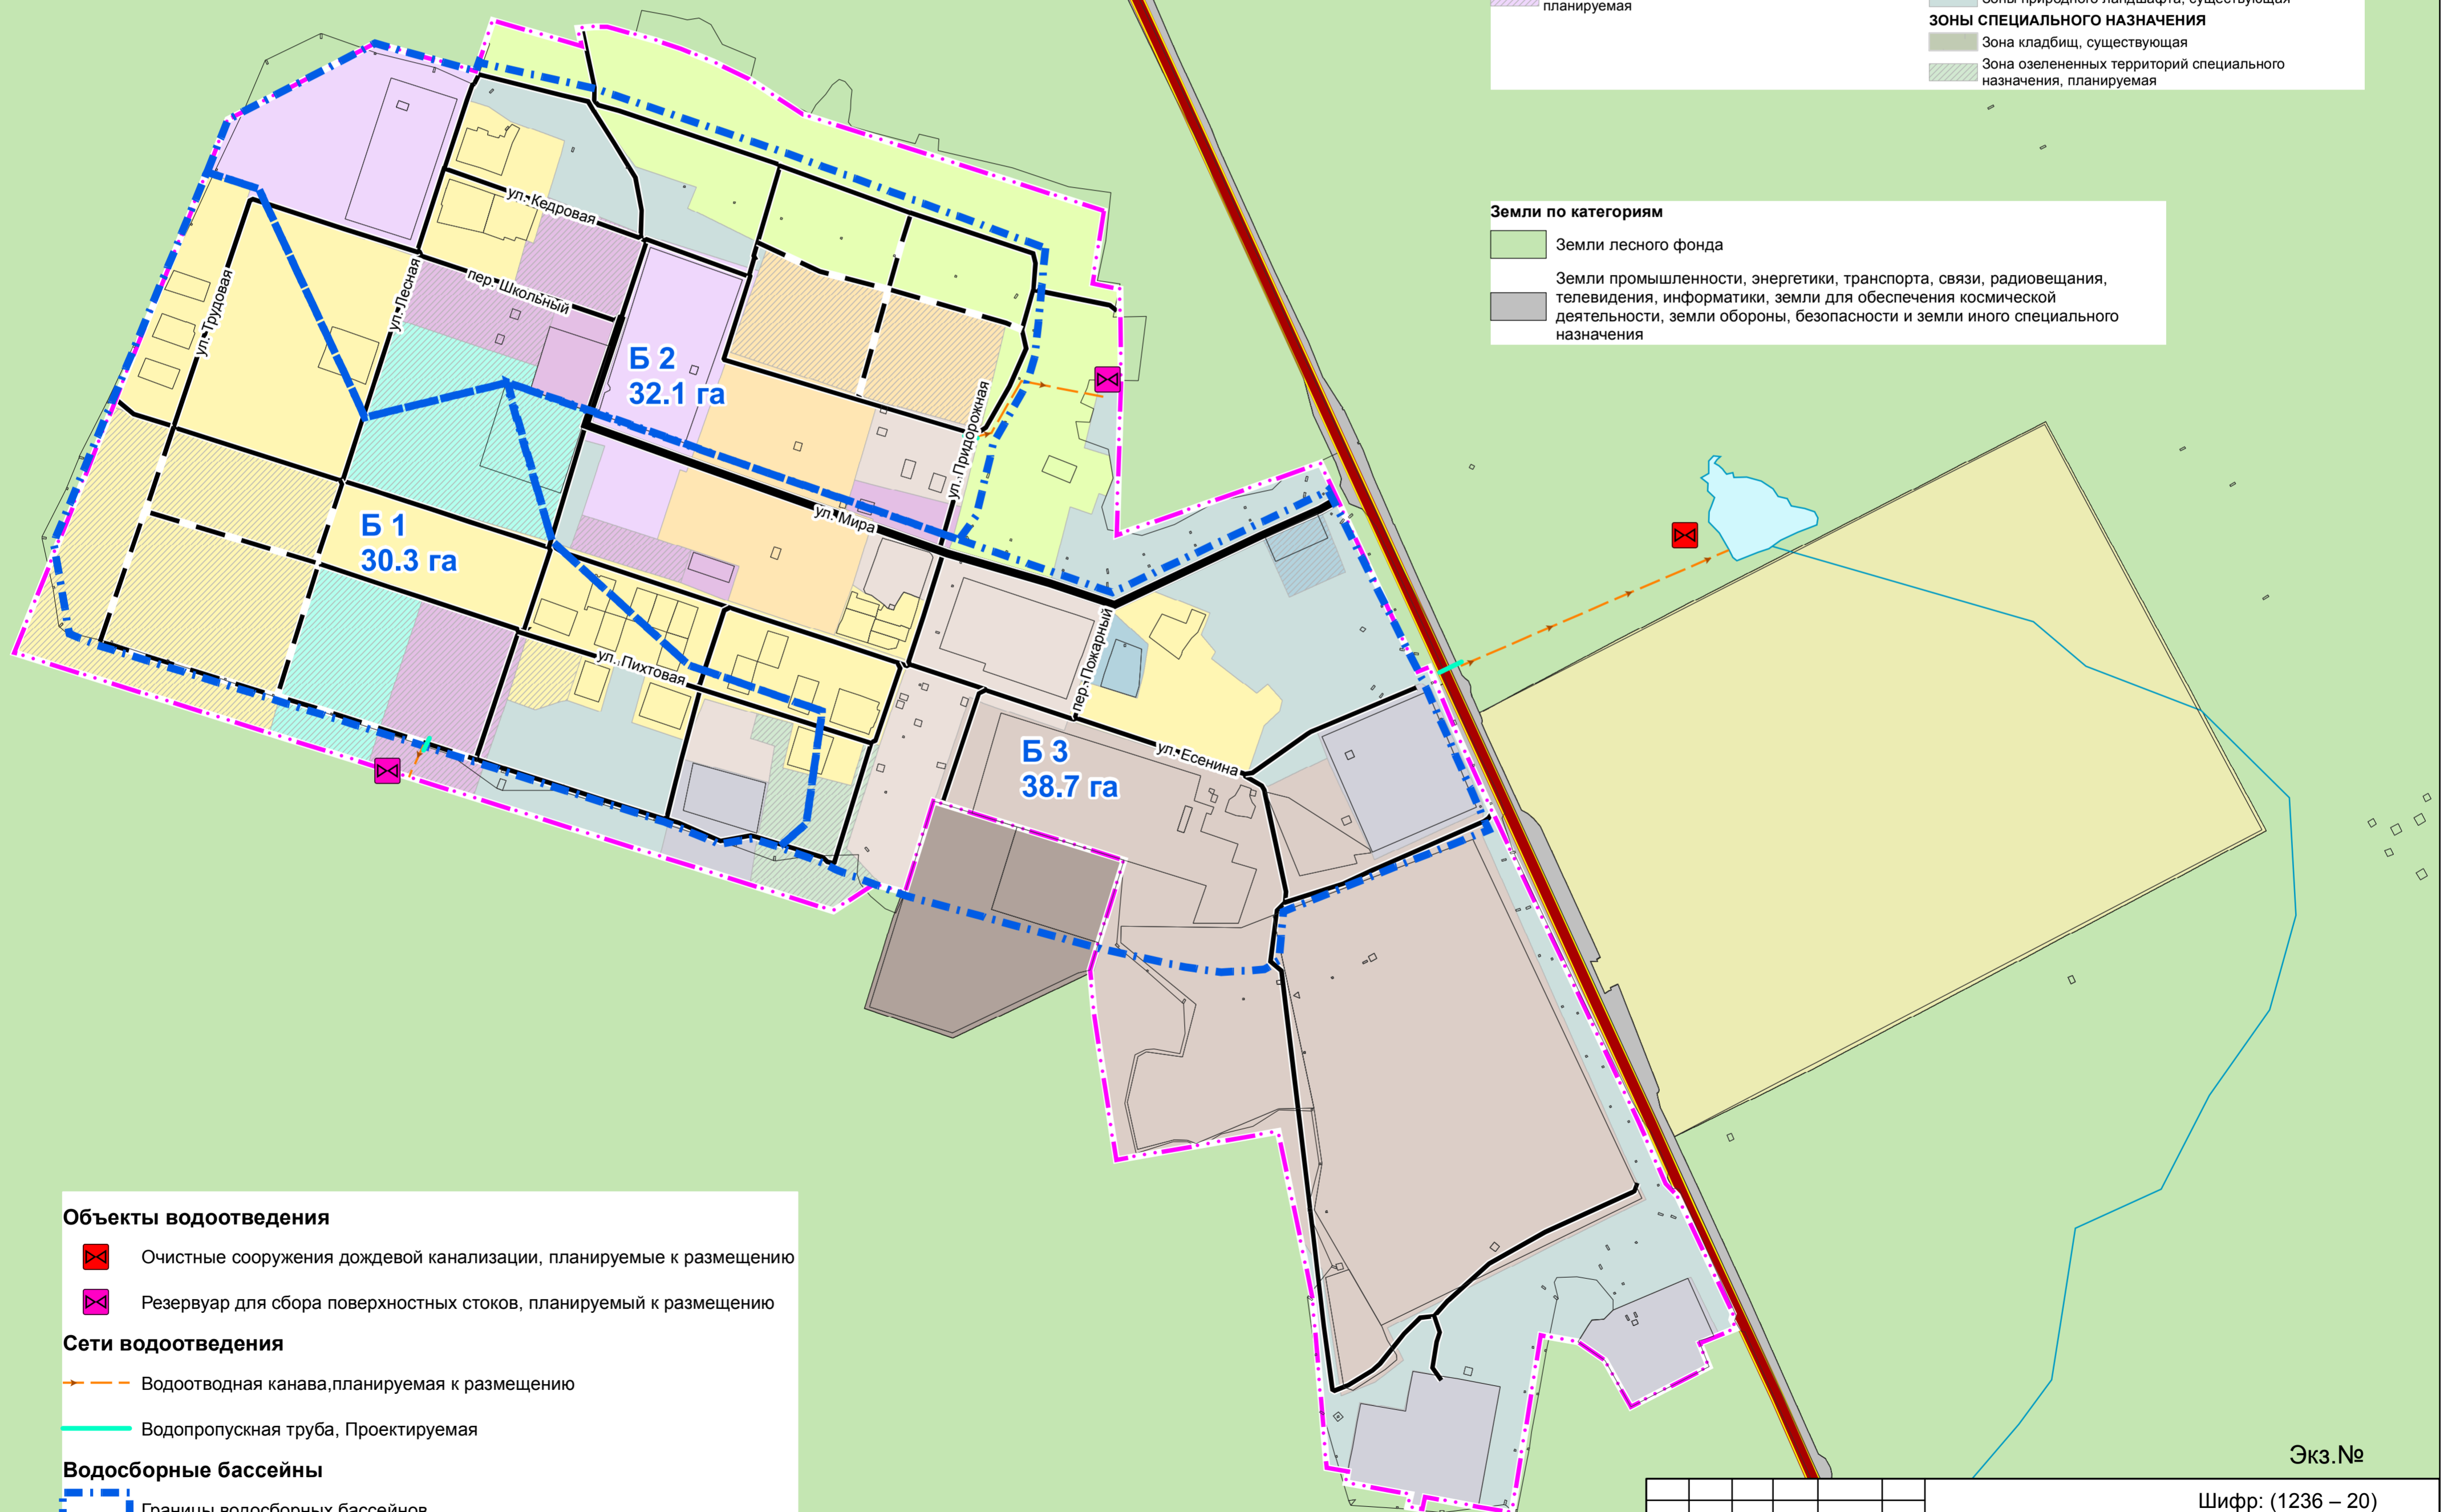 планируемая
Зоны природного ландшафта, существующая
ЗОНЫ СПЕЦИАЛЬНОГО НАЗНАЧЕНИЯ
Зона кладбищ, существующая
Зона озелененных территорий специального
назначения, планируемая
Земли по категориям
Земли лесного фонда
Земли промышленности, энергетики, транспорта, связи, радиовещания,
телевидения, информатики, земли для обеспечения космической
деятельности, земли обороны, безопасности и земли иного специального
назначения
ул. Кедровая
пер. Школьный
ул. Лесная
ул. Трудовая
Б 2
32.1 га
ул. Придорожная
ул. Мира
Б 1
30.3 га
ул. Пихтовая
пер. Пожарный
ул. Есенина
Б 3
38.7 га
Объекты водоотведения
Очистные сооружения дождевой канализации, планируемые к размещению
Резервуар для сбора поверхностных стоков, планируемый к размещению
Сети водоотведения
Водоотводная канава,планируемая к размещению
Водопропускная труба, Проектируемая
Водосборные бассейны
Границы водосборных бассейнов
Экз.№
Шифр: (1236 – 20)